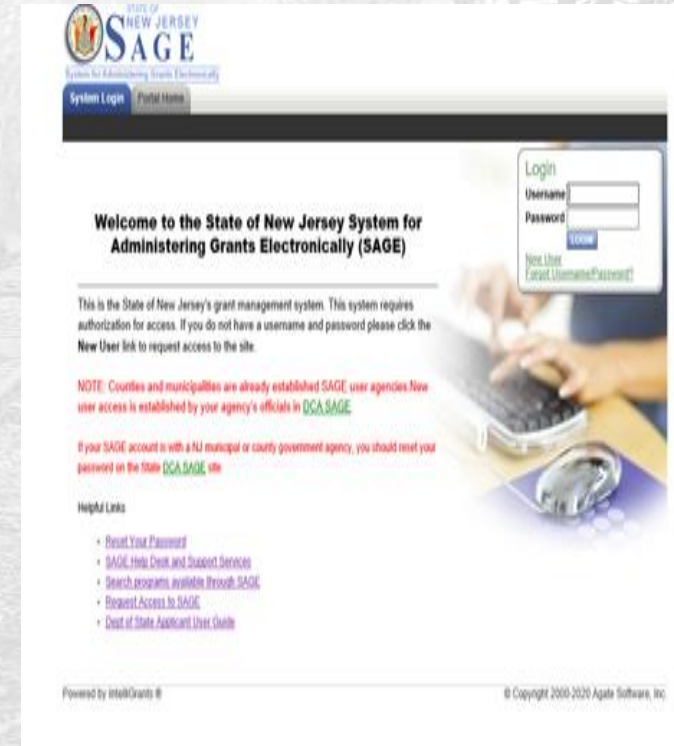 STATE OF
NEW JERSEY
SAGE
System for Administering Grants Electronically
System Login Portal Home
Login
Username
Password
LOGIN
New User
Forgot Username/Password?
Welcome to the State of New Jersey System for
Administering Grants Electronically (SAGE)
This is the State of New Jersey's grant management system. This system requires
authorization for access. If you do not have a username and password please click the
New User link to request access to the site.
NOTE: Counties and municipalities are already established SAGE user agencies.New
user access is established by your agency's officials in DCA SAGE.
If your SAGE account is with a NJ municipal or county government agency, you should reset your
password on the State DCA SAGE site
Helpful Links
• Reset Your Password
• SAGE Help Desk and Support Services
• Search programs available through SAGE
• Request Access to SAGE
• Dept of State Applicant User Guide
Powered by IntelliGrants ® © Copyright 2000-2020 Agate Software, Inc.